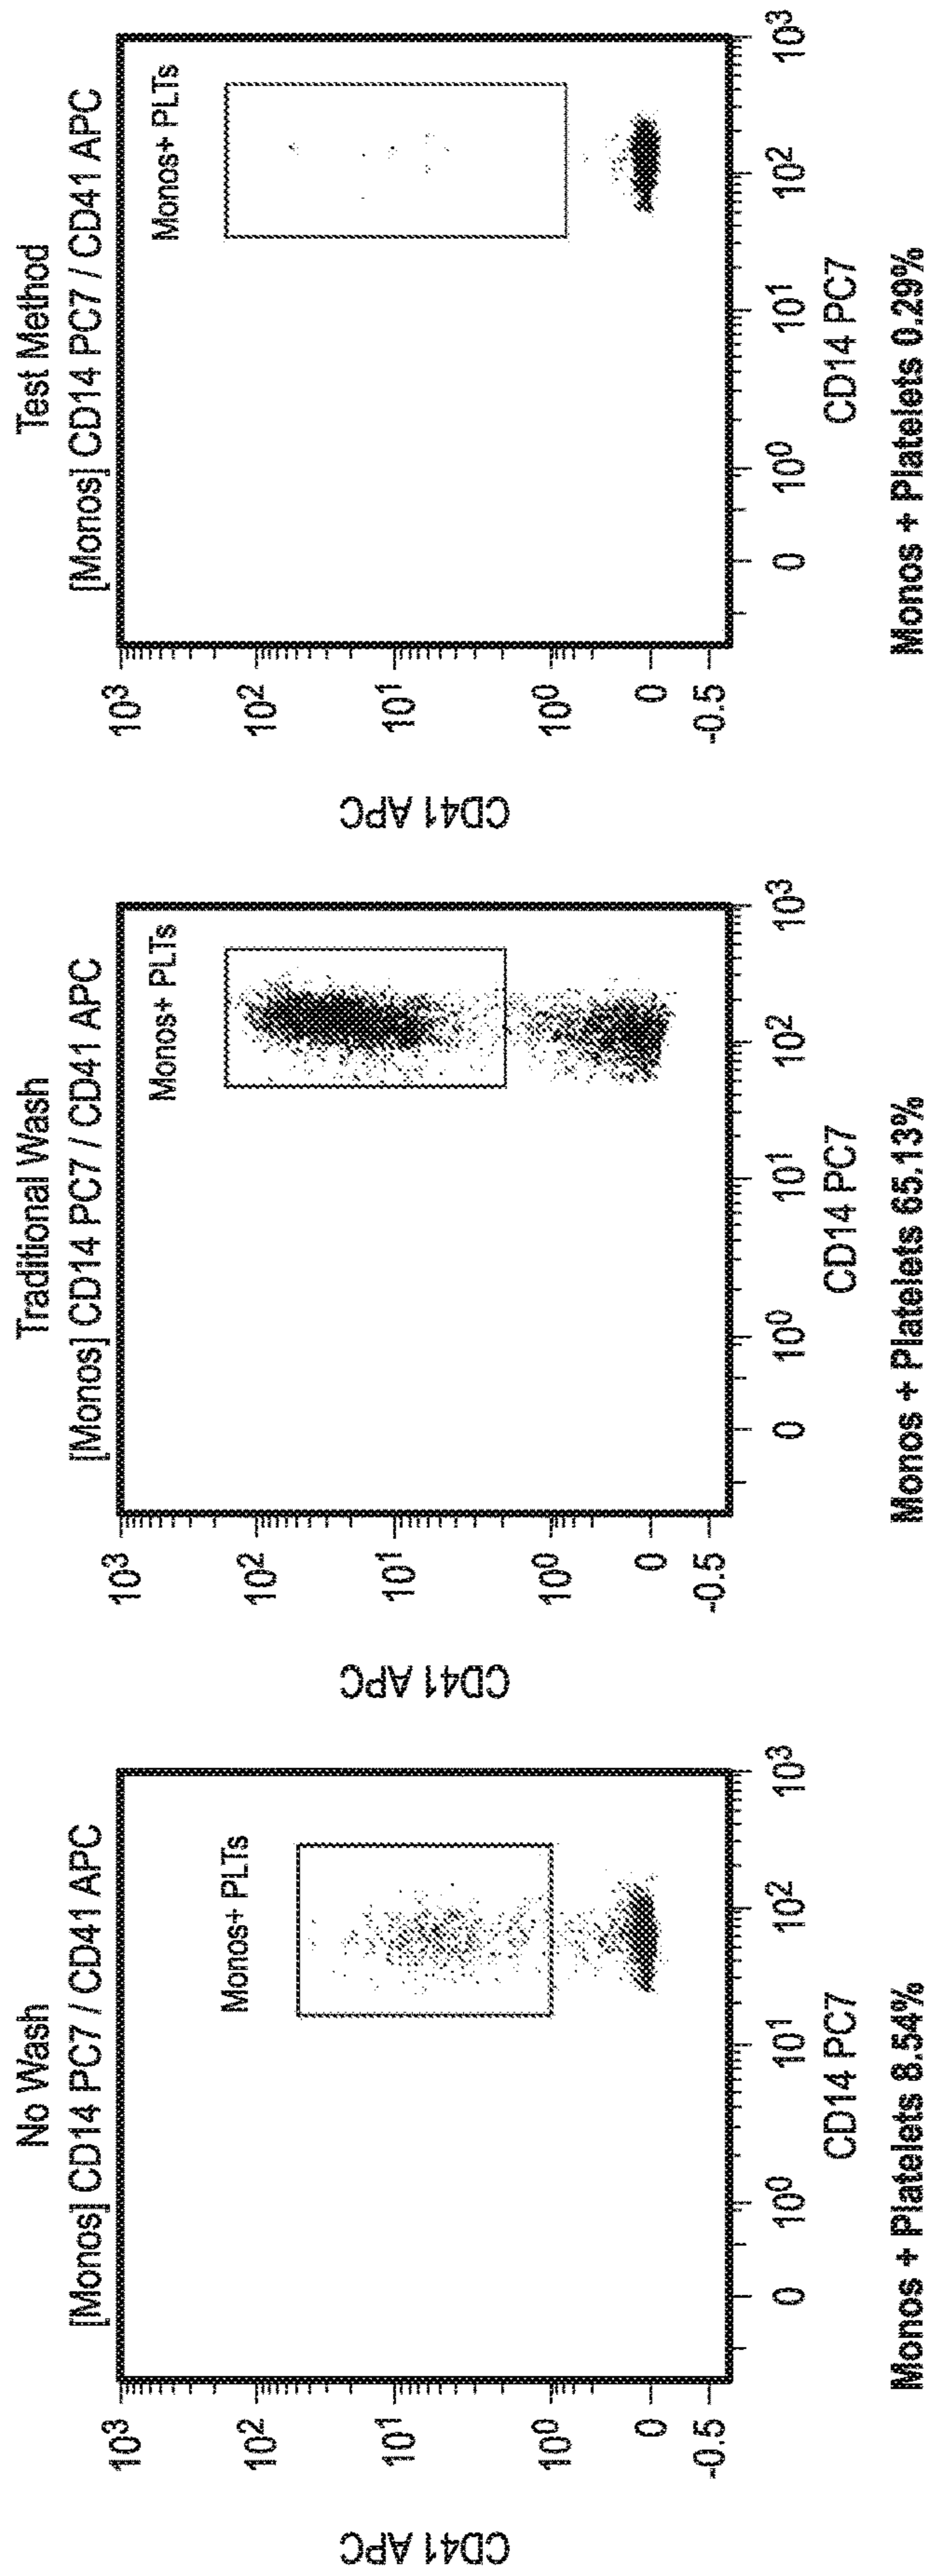 No Wash
[Monos] CD14 PC7 / CD41 APC
Monos+ PLTs
CD41 APC
10³
10²
10¹
10⁰
0
-0.5
0
10⁰
10¹
10²
10³
CD14 PC7
Monos + Platelets 8.54%
Traditional Wash
[Monos] CD14 PC7 / CD41 APC
Monos+ PLTs
CD41 APC
10³
10²
10¹
10⁰
0
-0.5
0
10⁰
10¹
10²
10³
CD14 PC7
Monos + Platelets 65.13%
Test Method
[Monos] CD14 PC7 / CD41 APC
Monos+ PLTs
CD41 APC
10³
10²
10¹
10⁰
0
-0.5
0
10⁰
10¹
10²
10³
CD14 PC7
Monos + Platelets 0.29%